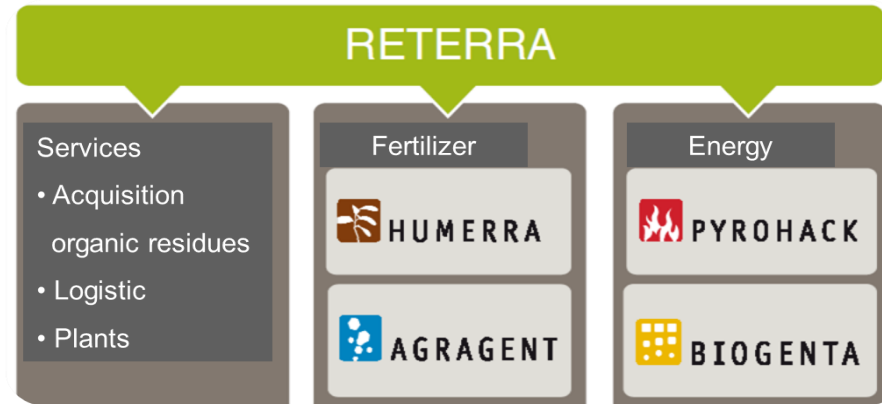 RETERRA
Services
• Acquisition
organic residues
• Logistic
• Plants
Fertilizer
HUMERRA
AGRAGENT
Energy
PYROHACK
BIOGENTA